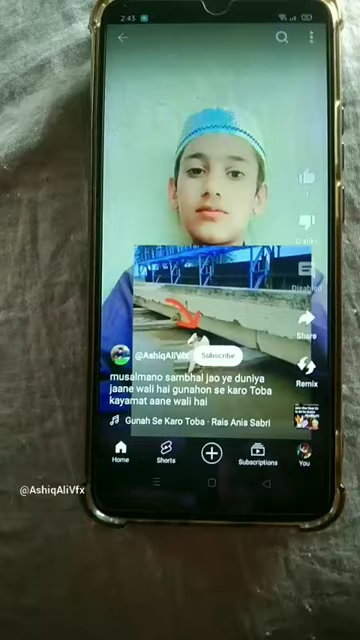 2:43
Dislike
Disabled
Share
@AshiqAliVfx
Subscribe
musalmano sambhal jao ye duniya
jaane wali hai gunahon se karo Toba
kayamat aane wali hai
Remix
Gunah Se Karo Toba · Rais Anis Sabri
Home
Shorts
Subscriptions
You
@AshiqAliVfx